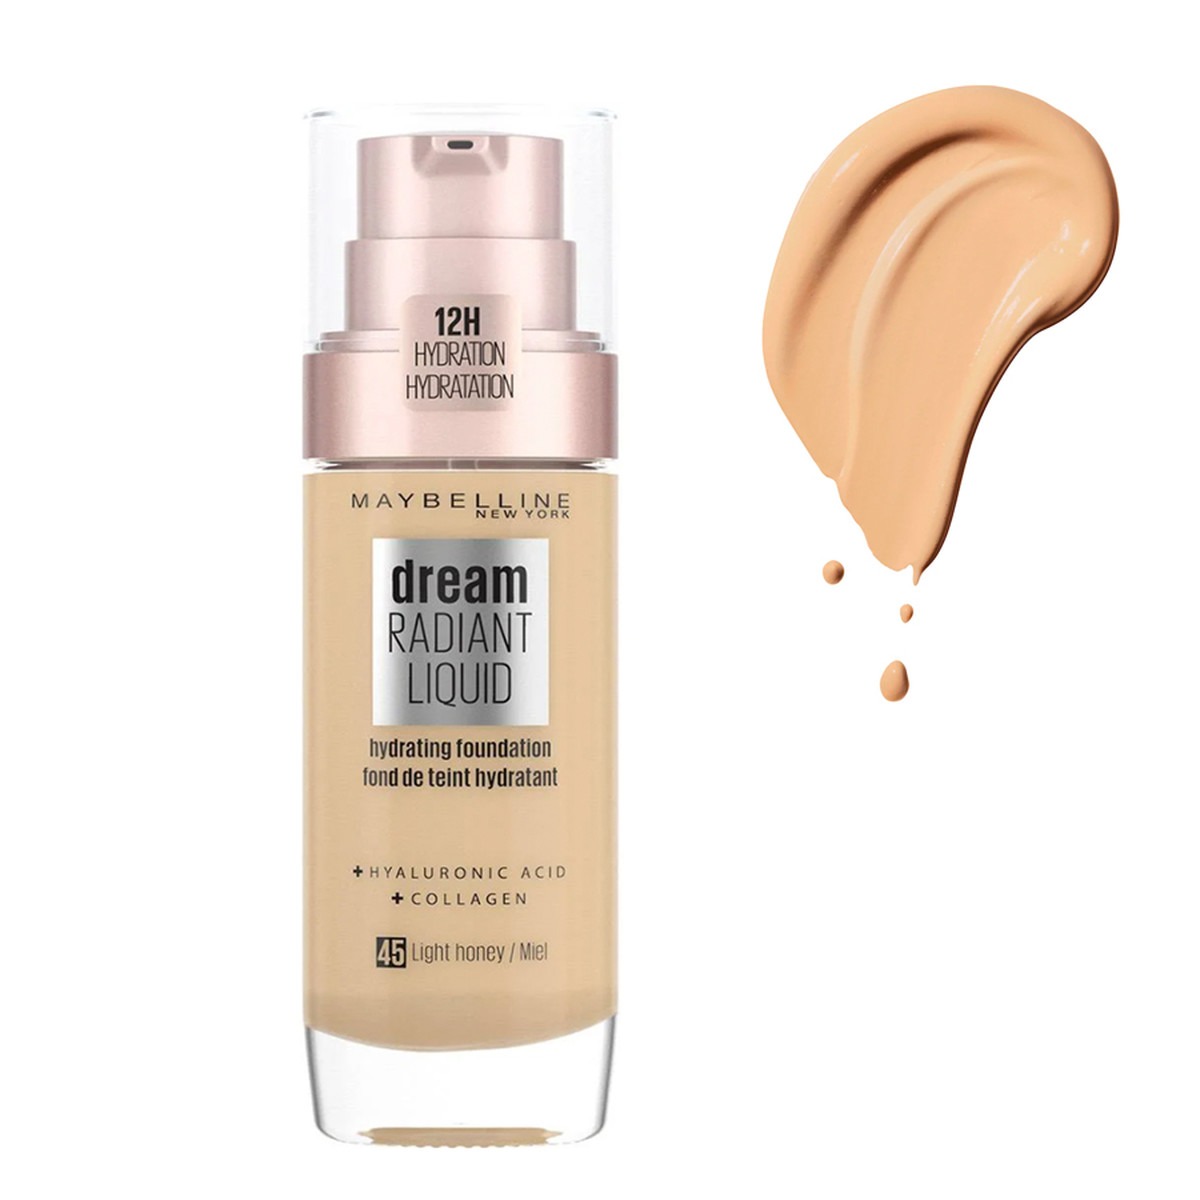 12H
HYDRATION
HYDRATATION
MAYBELLINE
NEW YORK
dream
RADIANT
LIQUID
hydrating foundation
fond de teint hydratant
+HYALURONIC ACID
+COLLAGEN
45 Light honey / Miel